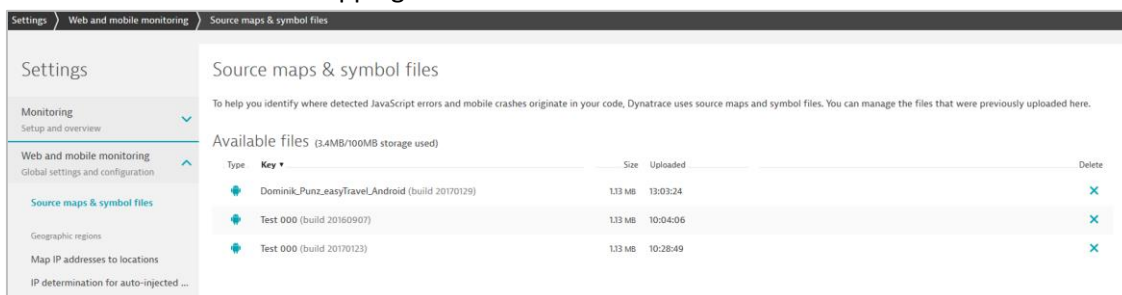 pping
Settings
Web and mobile monitoring
Source maps & symbol files
Settings
Monitoring
Setup and overview
Web and mobile monitoring
Global settings and configuration
Source maps & symbol files
Geographic regions
Map IP addresses to locations
IP determination for auto-injected ...
Source maps & symbol files
To help you identify where detected JavaScript errors and mobile crashes originate in your code, Dynatrace uses source maps and symbol files. You can manage the files that were previously uploaded here.
Available files (3.4MB/100MB storage used)
Type Key ▾ Size Uploaded Delete
Dominik_Punz_easyTravel_Android (build 20170129) 1.13 MB 13:03:24
Test 000 (build 20160907) 1.13 MB 10:04:06
Test 000 (build 20170123) 1.13 MB 10:28:49